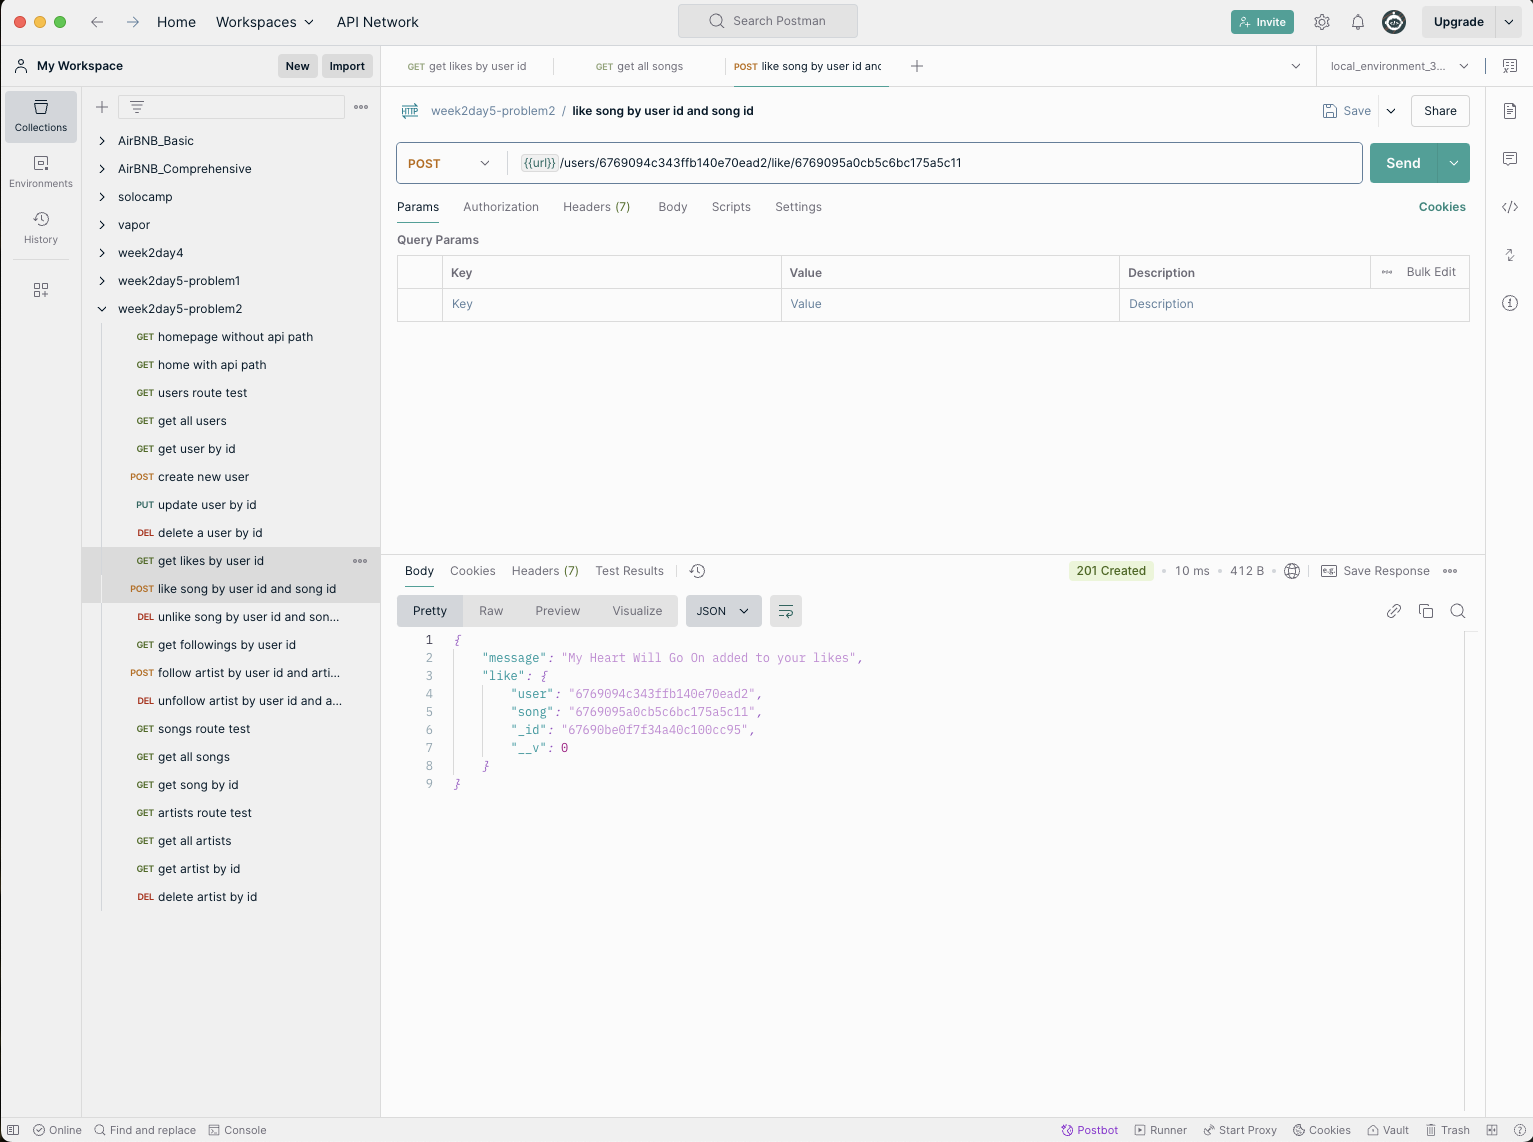 Home Workspaces API Network Search Postman Invite Upgrade
My Workspace New Import
GET get likes by user id GET get all songs POST like song by user id and local_environment_3...
Collections
Environments
History
AirBNB_Basic
AirBNB_Comprehensive
solocamp
vapor
week2day4
week2day5-problem1
week2day5-problem2
GET homepage without api path
GET home with api path
GET users route test
GET get all users
GET get user by id
POST create new user
PUT update user by id
DEL delete a user by id
GET get likes by user id
POST like song by user id and song id
DEL unlike song by user id and son...
GET get followings by user id
POST follow artist by user id and arti...
DEL unfollow artist by user id and a...
GET songs route test
GET get all songs
GET get song by id
GET artists route test
GET get all artists
GET get artist by id
DEL delete artist by id
HTTP week2day5-problem2 / like song by user id and song id Save Share
POST {{url}}/users/6769094c343ffb140e70ead2/like/6769095a0cb5c6bc175a5c11 Send
Params Authorization Headers (7) Body Scripts Settings Cookies
Query Params
Key Value Description Bulk Edit
Key Value Description
Body Cookies Headers (7) Test Results 201 Created 10 ms 412 B e.g. Save Response
Pretty Raw Preview Visualize JSON
1 {
2 "message": "My Heart Will Go On added to your likes",
3 "like": {
4 "user": "6769094c343ffb140e70ead2",
5 "song": "6769095a0cb5c6bc175a5c11",
6 "_id": "67690be0f7f34a40c100cc95",
7 "__v": 0
8 }
9 }
Online Find and replace Console Postbot Runner Start Proxy Cookies Vault Trash